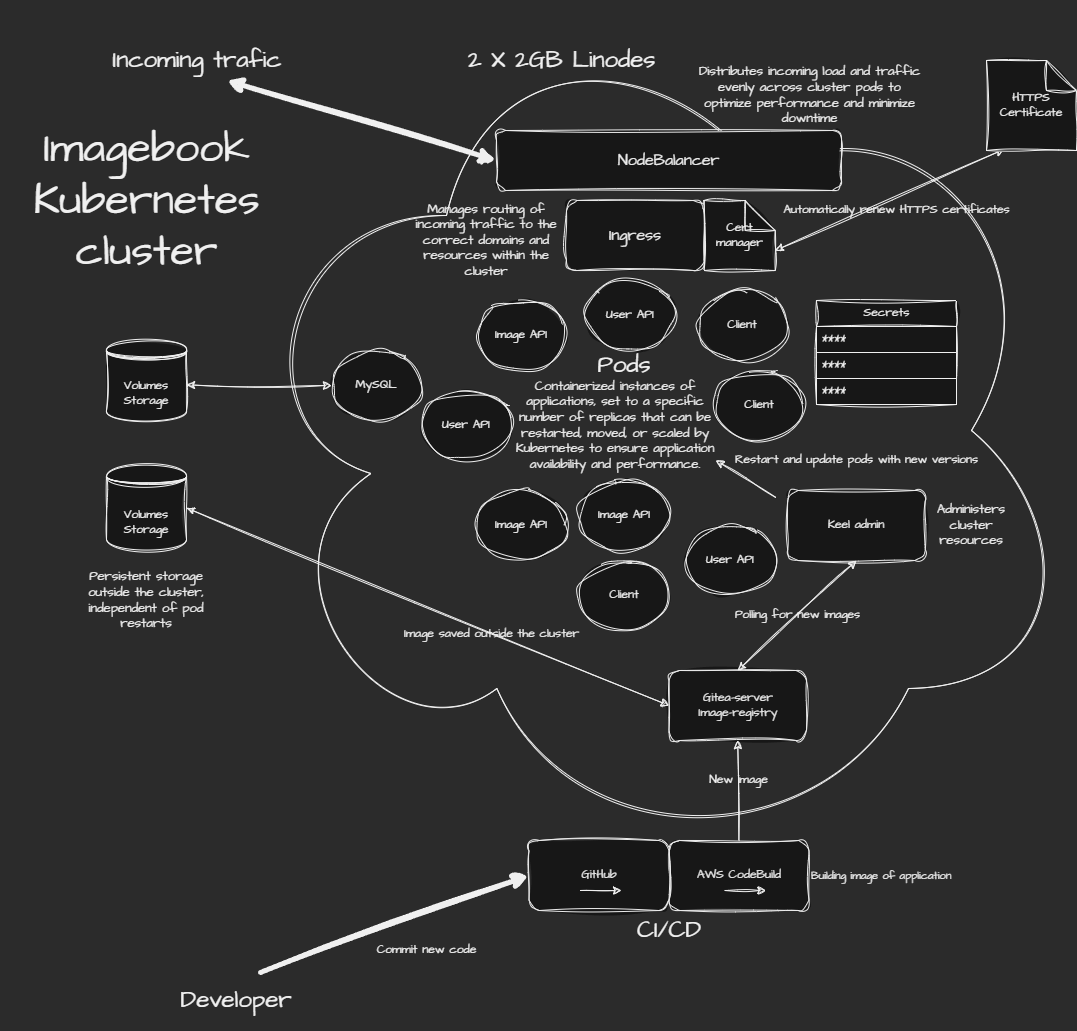 Incoming trafic
2 X 2GB Linodes
Distributes incoming load and traffic
evenly across cluster pods to
optimize performance and minimize
downtime
HTTPS
Certificate
Imagebook
Kubernetes
cluster
NodeBalancer
Manages routing of
incoming traffic to the
correct domains and
resources within the
cluster
Ingress
Cert
manager
Automatically renew HTTPS certificates
Image API
User API
Client
Secrets
****
****
****
Volumes
Storage
MySQL
User API
Client
Pods
Containerized instances of
applications, set to a specific
number of replicas that can be
restarted, moved, or scaled by
Kubernetes to ensure application
availability and performance.
Restart and update pods with new versions
Volumes
Storage
Image API
Image API
User API
Client
Keel admin
Administers
cluster
resources
Persistent storage
outside the cluster,
independent of pod
restarts
Image saved outside the cluster
Polling for new images
Gitea-server
Image-registry
New image
GitHub
AWS CodeBuild
Building image of application
CI/CD
Commit new code
Developer